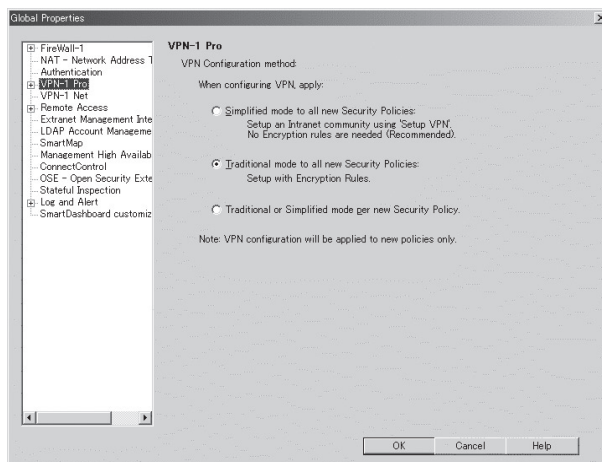 Global Properties
FireWall-1
NAT - Network Address T
Authentication
VPN-1 Pro
VPN-1 Net
Remote Access
Extranet Management Inte
LDAP Account Manageme
SmartMap
Management High Availab
ConnectControl
OSE - Open Security Exte
Stateful Inspection
Log and Alert
SmartDashboard customiz
VPN-1 Pro
VPN Configuration method:
When configuring VPN, apply:
Simplified mode to all new Security Policies:
Setup an Intranet community using 'Setup VPN'.
No Encryption rules are needed (Recommended).
Traditional mode to all new Security Policies:
Setup with Encryption Rules.
Traditional or Simplified mode per new Security Policy.
Note: VPN configuration will be applied to new policies only.
OK
Cancel
Help